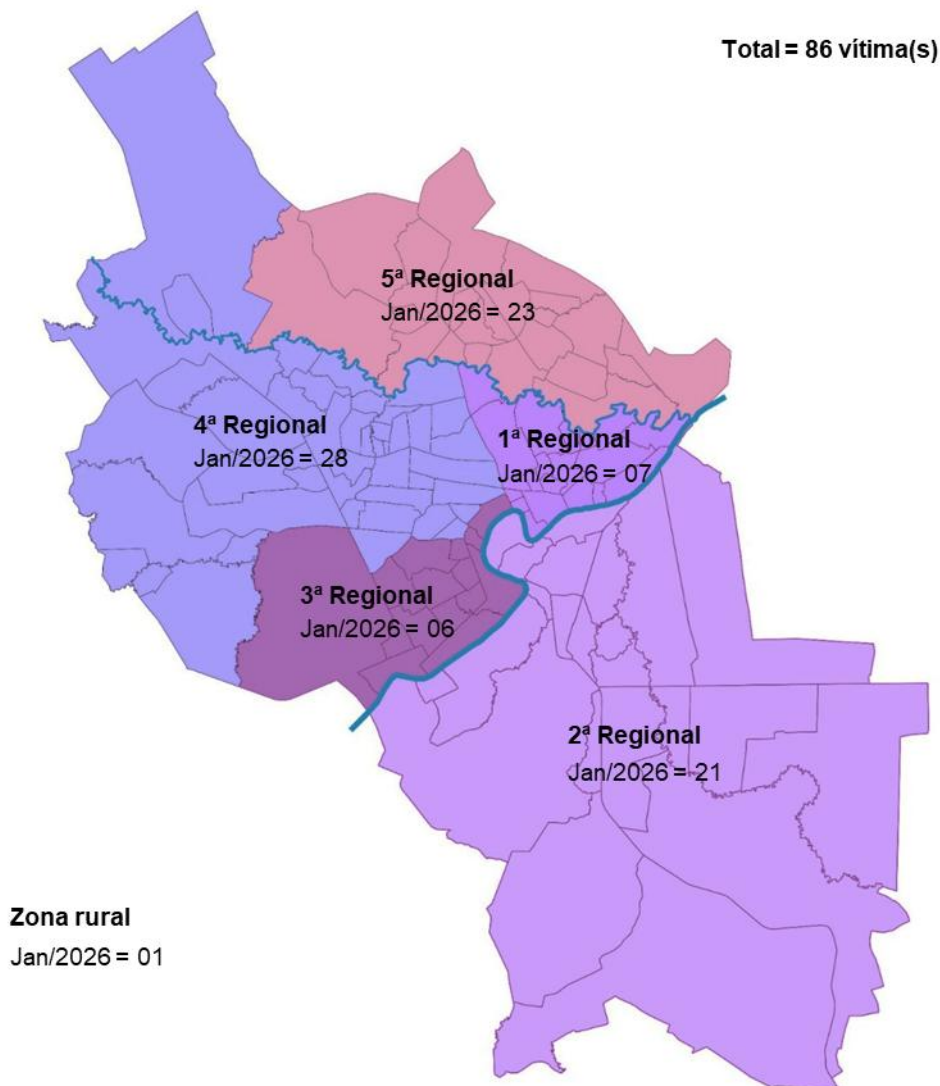 Total = 86 vítima(s)
5ª Regional
Jan/2026 = 23
4ª Regional
Jan/2026 = 28
1ª Regional
Jan/2026 = 07
3ª Regional
Jan/2026 = 06
2ª Regional
Jan/2026 = 21
Zona rural
Jan/2026 = 01